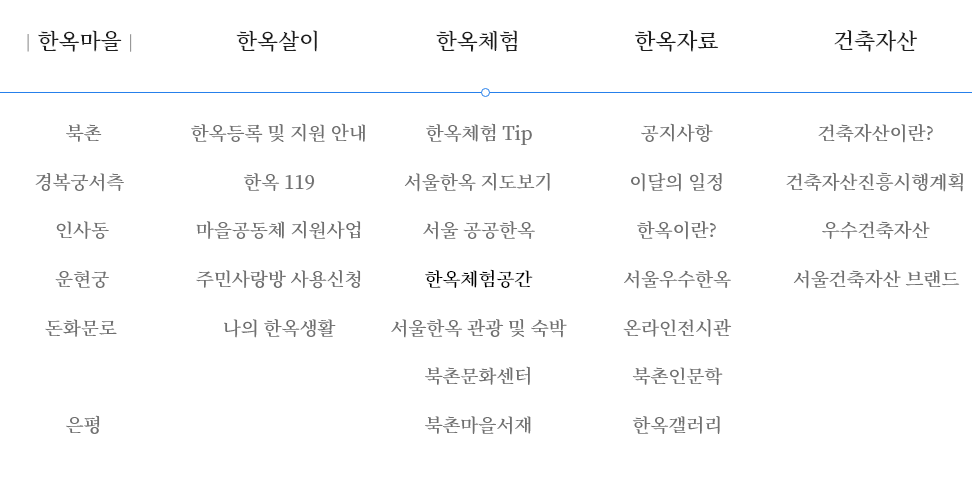 | 한옥마을 | 한옥살이 한옥체험 한옥자료 건축자산
북촌 한옥등록 및 지원 안내 한옥체험 Tip 공지사항 건축자산이란?
경복궁서측 한옥 119 서울한옥 지도보기 이달의 일정 건축자산진흥시행계획
인사동 마을공동체 지원사업 서울 공공한옥 한옥이란? 우수건축자산
운현궁 주민사랑방 사용신청 한옥체험공간 서울우수한옥 서울건축자산 브랜드
돈화문로 나의 한옥생활 서울한옥 관광 및 숙박 온라인전시관
북촌문화센터 북촌인문학
은평 북촌마을서재 한옥갤러리